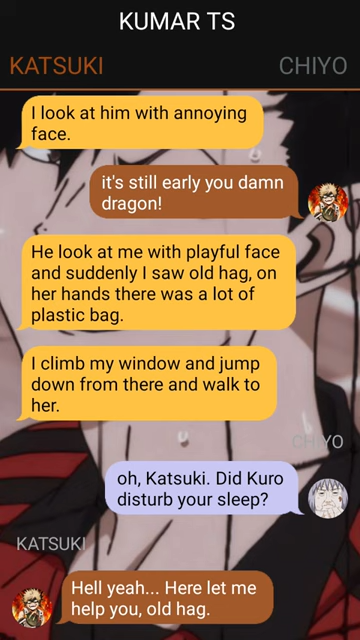 KUMAR TS
KATSUKI
CHIYO
I look at him with annoying
face.
it's still early you damn
dragon!
He look at me with playful face
and suddenly I saw old hag, on
her hands there was a lot of
plastic bag.
I climb my window and jump
down from there and walk to
her.
CHIYO
oh, Katsuki. Did Kuro
disturb your sleep?
KATSUKI
Hell yeah... Here let me
help you, old hag.